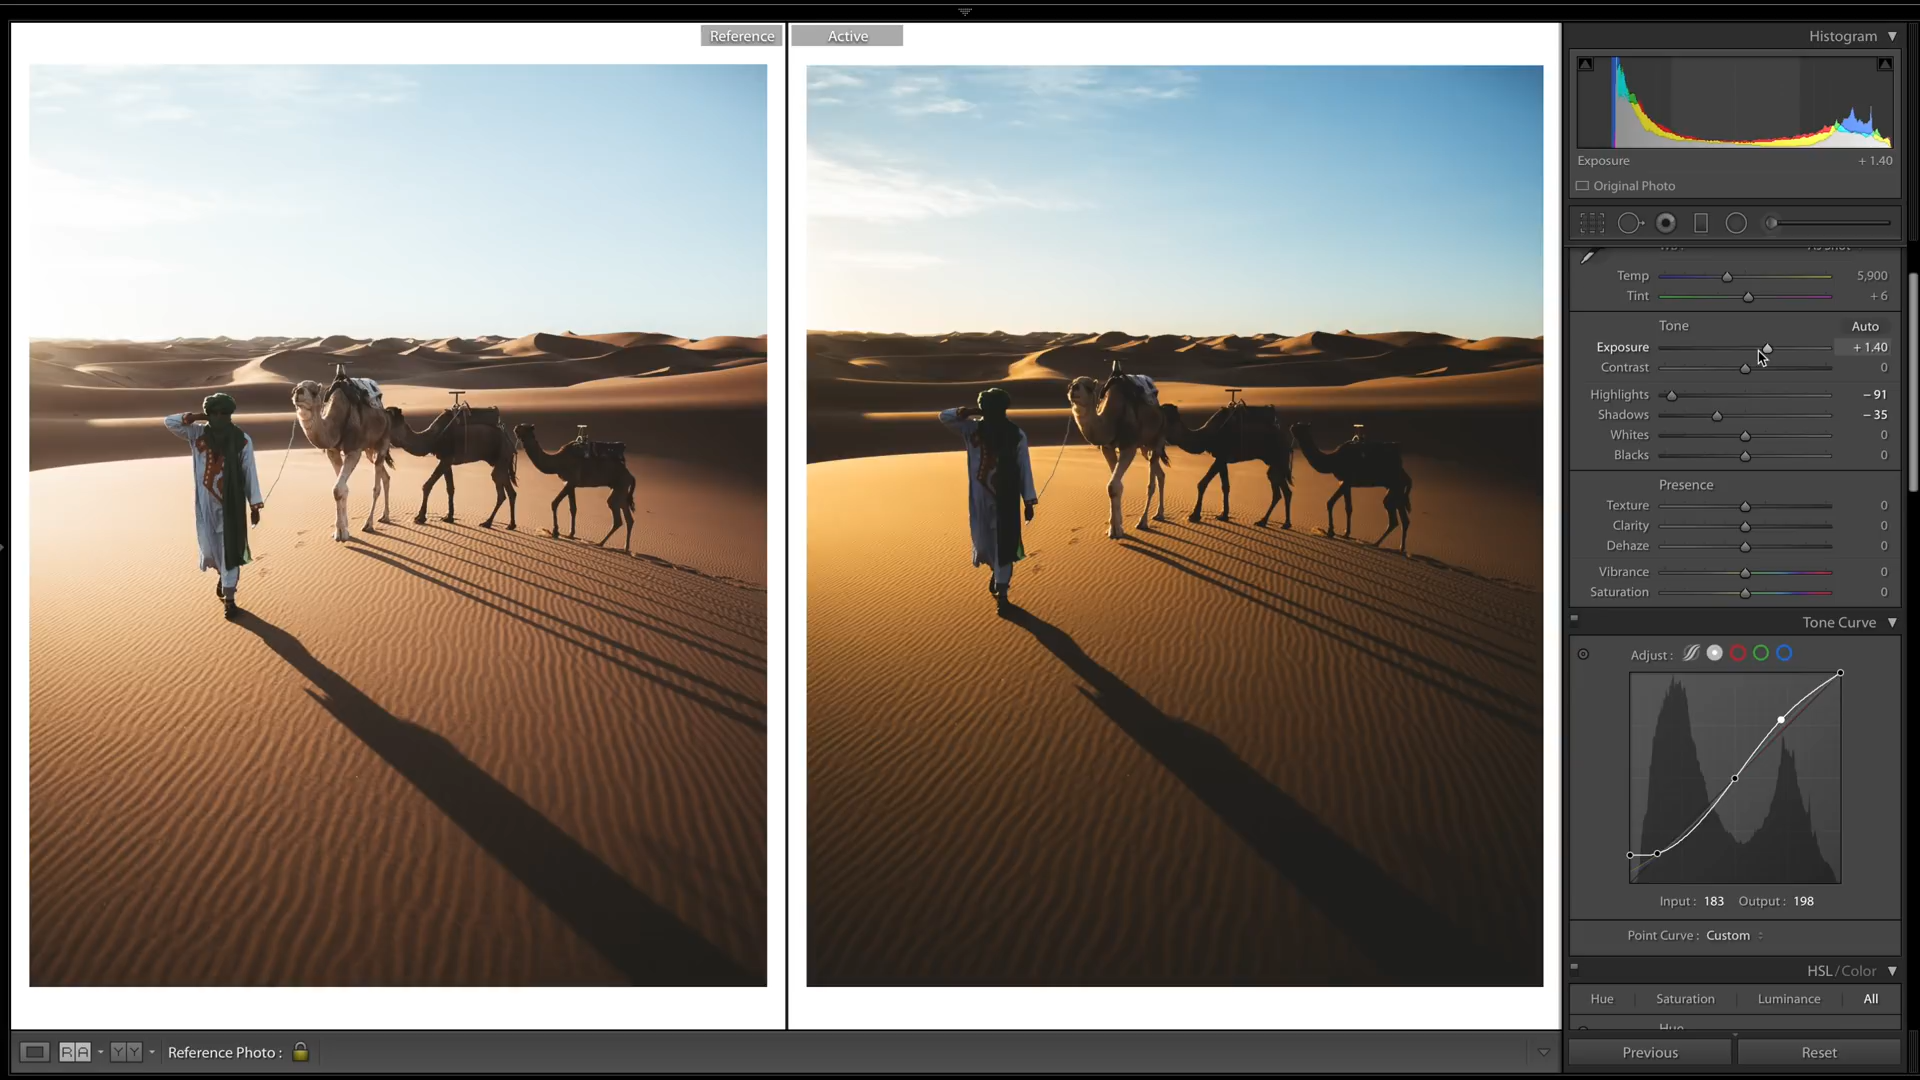 Reference
Active
Histogram
Exposure + 1.40
Original Photo
Temp 5,900
Tint + 6
Tone Auto
Exposure + 1.40
Contrast 0
Highlights − 91
Shadows − 35
Whites 0
Blacks 0
Presence
Texture 0
Clarity 0
Dehaze 0
Vibrance 0
Saturation 0
Tone Curve
Adjust :
Input : 183 Output : 198
Point Curve : Custom
HSL / Color
Hue Saturation Luminance All
Hue
R A Y Y Reference Photo :
Previous Reset